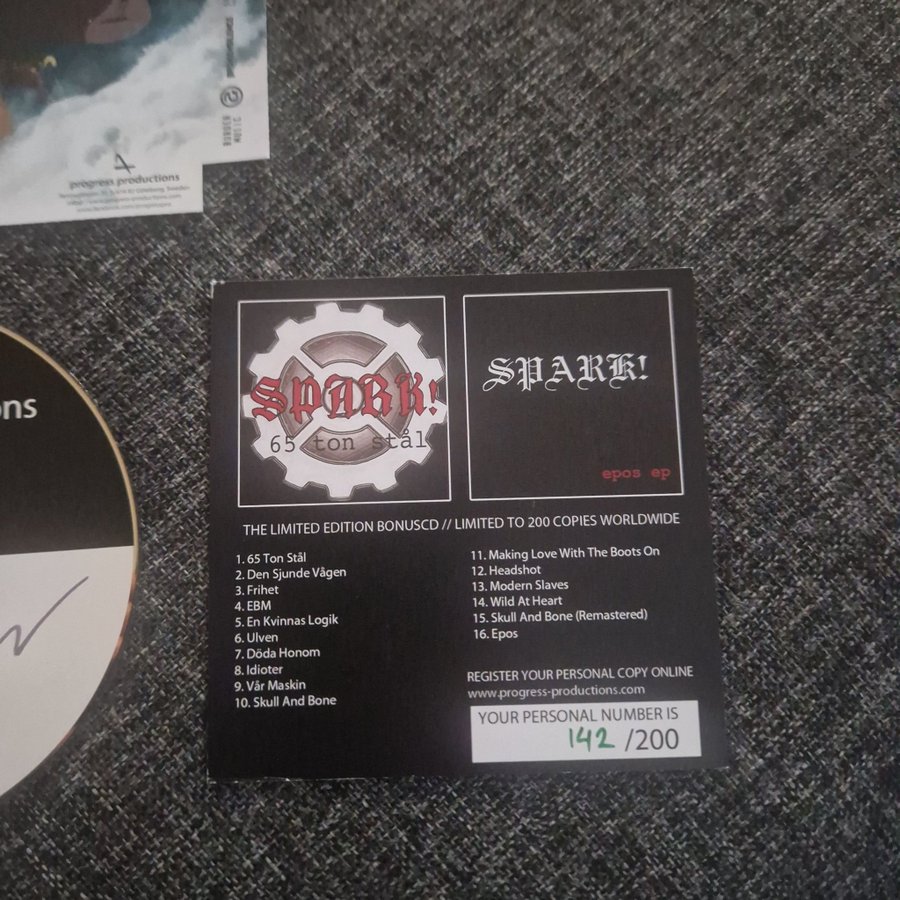 progress productions
ons
SPARK!
65 ton stål
SPARK!
epos ep
THE LIMITED EDITION BONUSCD // LIMITED TO 200 COPIES WORLDWIDE
1. 65 Ton Stål
2. Den Sjunde Vågen
3. Frihet
4. EBM
5. En Kvinnas Logik
6. Ulven
7. Döda Honom
8. Idioter
9. Vår Maskin
10. Skull And Bone
11. Making Love With The Boots On
12. Headshot
13. Modern Slaves
14. Wild At Heart
15. Skull And Bone (Remastered)
16. Epos
REGISTER YOUR PERSONAL COPY ONLINE
www.progress-productions.com
YOUR PERSONAL NUMBER IS
142 /200